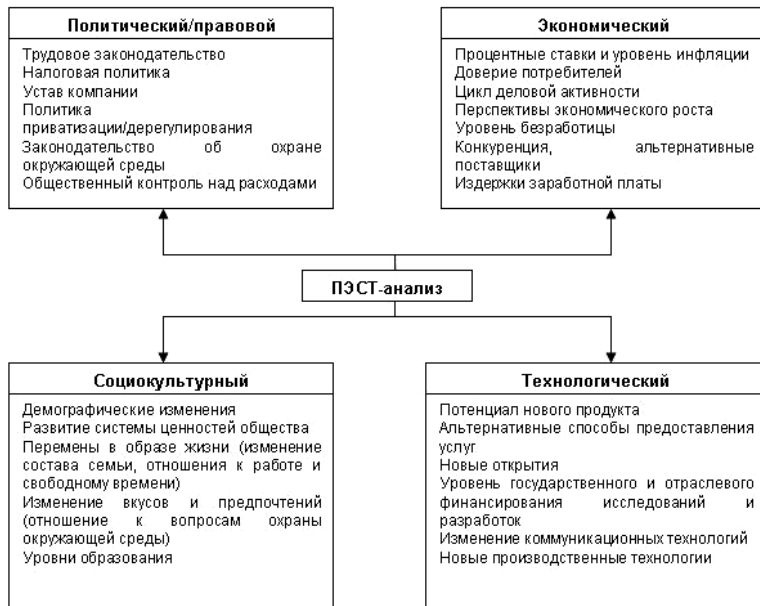 Политический/правовой
Трудовое законодательство
Налоговая политика
Устав компании
Политика
приватизации/дерегулирования
Законодательство об охране
окружающей среды
Общественный контроль над расходами
Экономический
Процентные ставки и уровень инфляции
Доверие потребителей
Цикл деловой активности
Перспективы экономического роста
Уровень безработицы
Конкуренция, альтернативные
поставщики
Издержки заработной платы
ПЭСТ-анализ
Социокультурный
Демографические изменения
Развитие системы ценностей общества
Перемены в образе жизни (изменение
состава семьи, отношения к работе и
свободному времени)
Изменение вкусов и предпочтений
(отношение к вопросам охраны
окружающей среды)
Уровни образования
Технологический
Потенциал нового продукта
Альтернативные способы предоставления
услуг
Новые открытия
Уровень государственного и отраслевого
финансирования исследований и
разработок
Изменение коммуникационных технологий
Новые производственные технологии